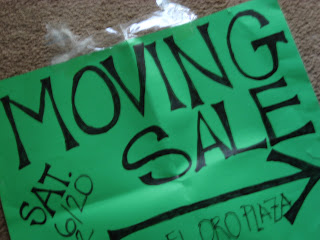 MOVING
SALE
SAT.
6/20
EL ORO PLAZA